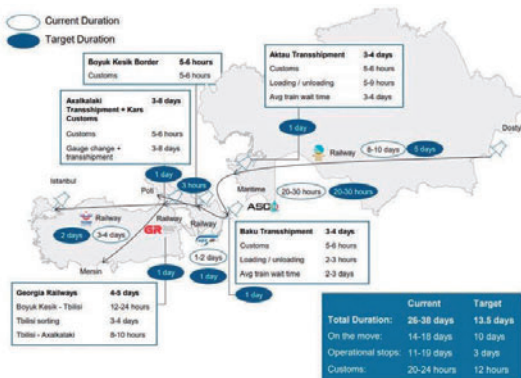 Current Duration
Target Duration
Boyuk Kesik Border 5-6 hours
Customs 5-6 hours
Axalkalaki 3-8 days
Transshipment + Kars
Customs
Customs 5-6 hours
Gauge change + 3-8 days
transshipment
Aktau Transshipment 3-4 days
Customs 5-6 hours
Loading / unloading 5-9 hours
Avg train wait time 3-4 days
1 day
Dostyk
Railway
8-10 days
5 days
1 day
3 hours
Istanbul
Poti
Maritime
20-30 hours
20-30 hours
ASCO
Railway
2 days
3-4 days
Railway
GR
Railway
Mersin
1-2 days
1 day
1 day
Baku Transshipment 3-4 days
Customs 5-6 hours
Loading / unloading 2-3 hours
Avg train wait time 2-3 days
1 day
Georgia Railways 4-5 days
Boyuk Kesik - Tbilisi 12-24 hours
Tbilisi sorting 3-4 days
Tbilisi - Axalkalaki 8-10 hours
Current Target
Total Duration: 26-38 days 13.5 days
On the move: 14-18 days 10 days
Operational stops: 11-19 days 3 days
Customs: 20-24 hours 12 hours